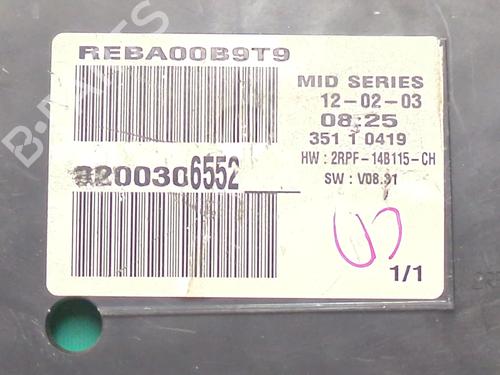 REBA00B9T9
MID SERIES
12-02-03
08:25
351 1 0419
HW : 2RPF-14B115-CH
SW : V08.31
8200306552
1/1
B-PARTS